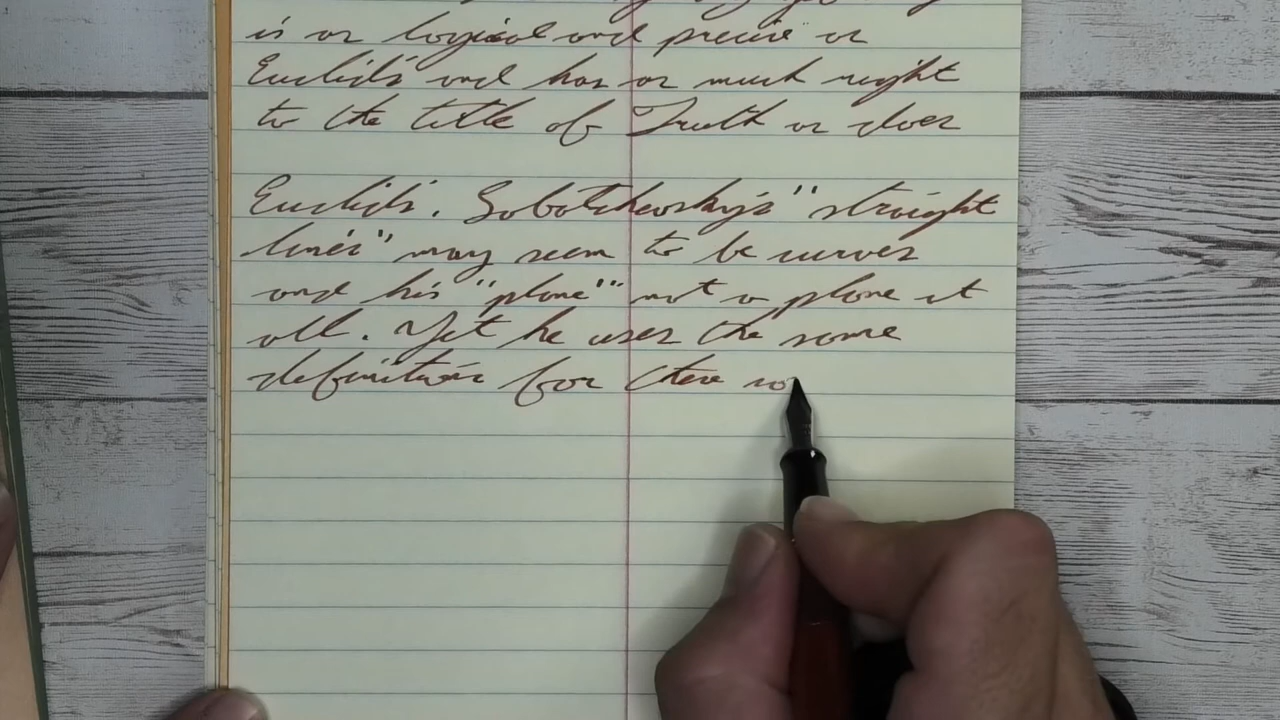 is as logical and precise as
Euclid's and has as much right
to the title of Truth as does
Euclid's. Lobatchevsky's "straight
lines" may seem to be curves
and his "plane" not a plane at
all. Yet he uses the same
definitions for these wo